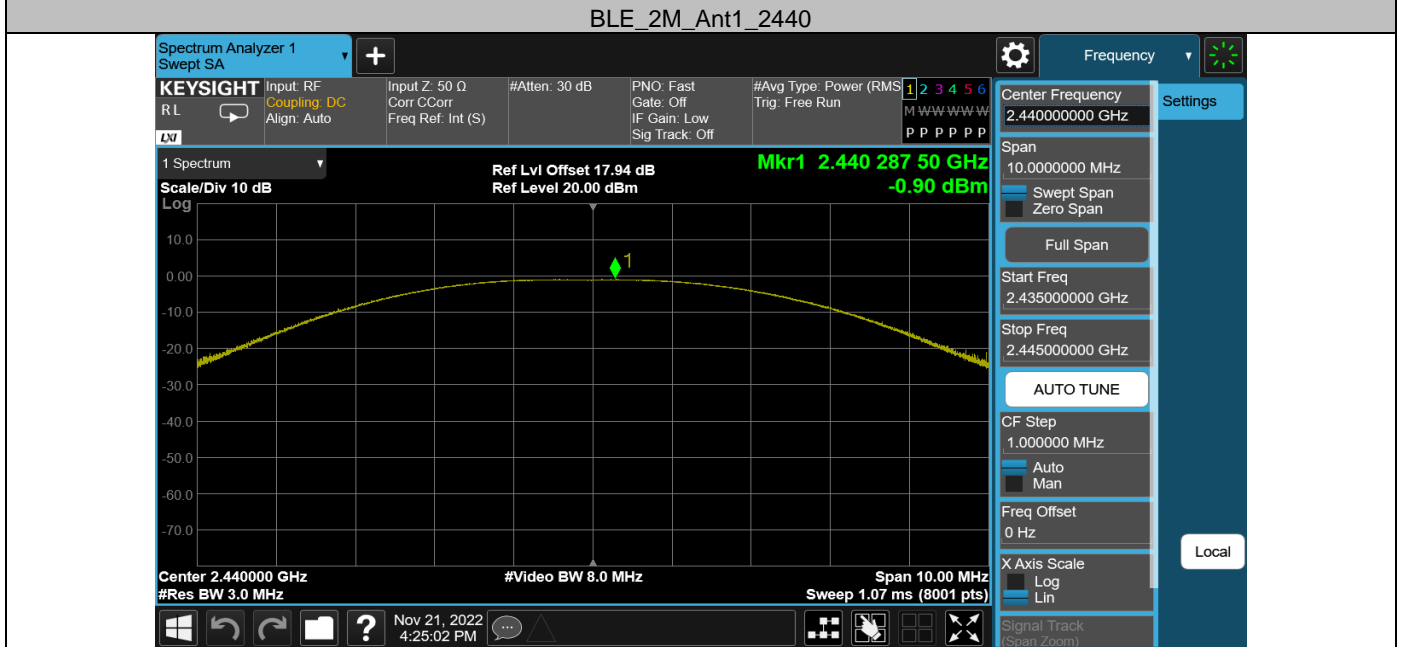 BLE_2M_Ant1_2440
Spectrum Analyzer 1
Swept SA
+
Frequency
KEYSIGHT
RL
LXI
Input: RF
Coupling: DC
Align: Auto
Input Z: 50 Ω
Corr CCorr
Freq Ref: Int (S)
#Atten: 30 dB
PNO: Fast
Gate: Off
IF Gain: Low
Sig Track: Off
#Avg Type: Power (RMS
Trig: Free Run
1 2 3 4 5 6
M W W W W W
P P P P P P
1 Spectrum
Scale/Div 10 dB
Log
Ref Lvl Offset 17.94 dB
Ref Level 20.00 dBm
Mkr1 2.440 287 50 GHz
-0.90 dBm
1
10.0
0.00
-10.0
-20.0
-30.0
-40.0
-50.0
-60.0
-70.0
Center 2.440000 GHz
#Video BW 8.0 MHz
Span 10.00 MHz
#Res BW 3.0 MHz
Sweep 1.07 ms (8001 pts)
Center Frequency
2.440000000 GHz
Settings
Span
10.0000000 MHz
Swept Span
Zero Span
Full Span
Start Freq
2.435000000 GHz
Stop Freq
2.445000000 GHz
AUTO TUNE
CF Step
1.000000 MHz
Auto
Man
Freq Offset
0 Hz
X Axis Scale
Log
Lin
Local
Signal Track
(Span Zoom)
?
Nov 21, 2022
4:25:02 PM